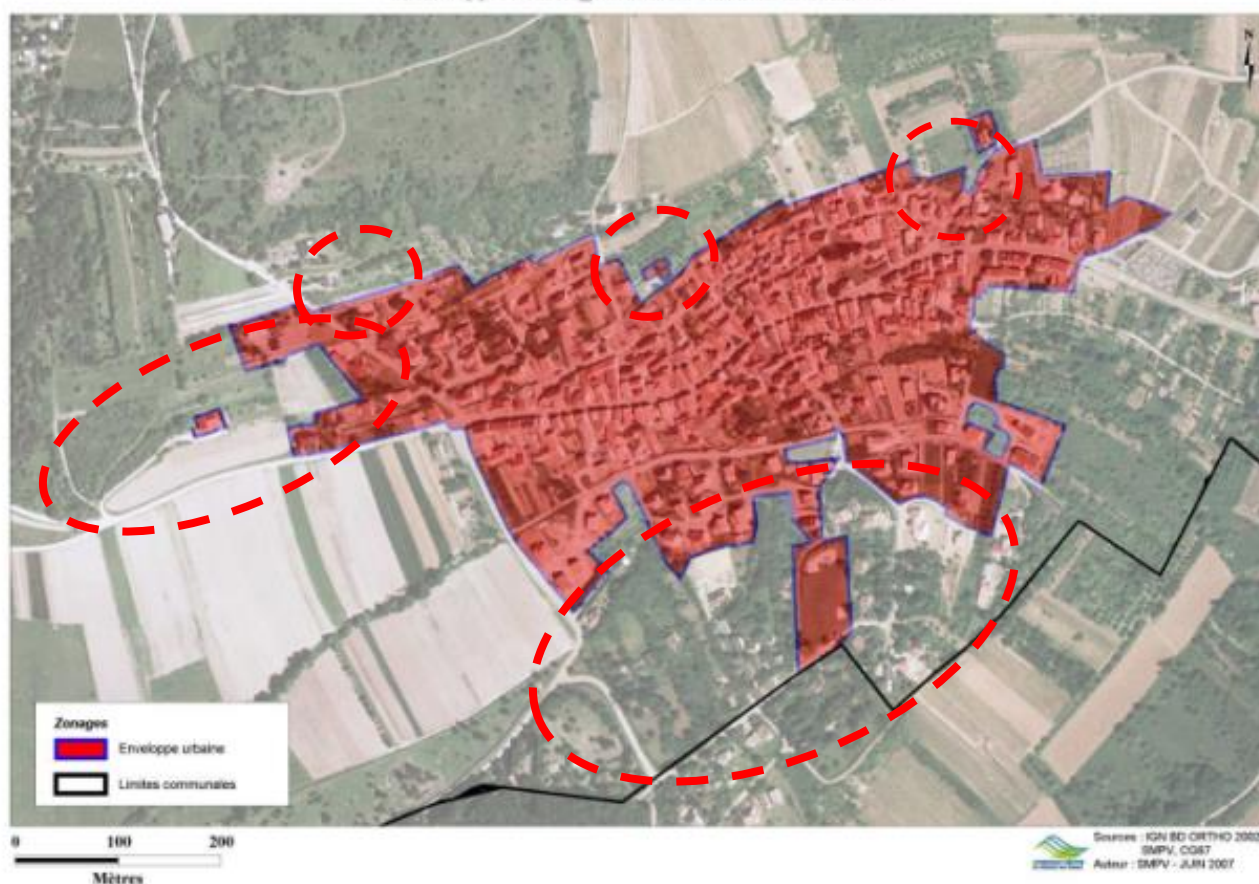 N
Zonages
Enveloppe urbaine
Limites communales
0 100 200
Mètres
Sources : IGN BD ORTHO 2002
SMPV, CG67
Auteur : SMPV - JUIN 2007